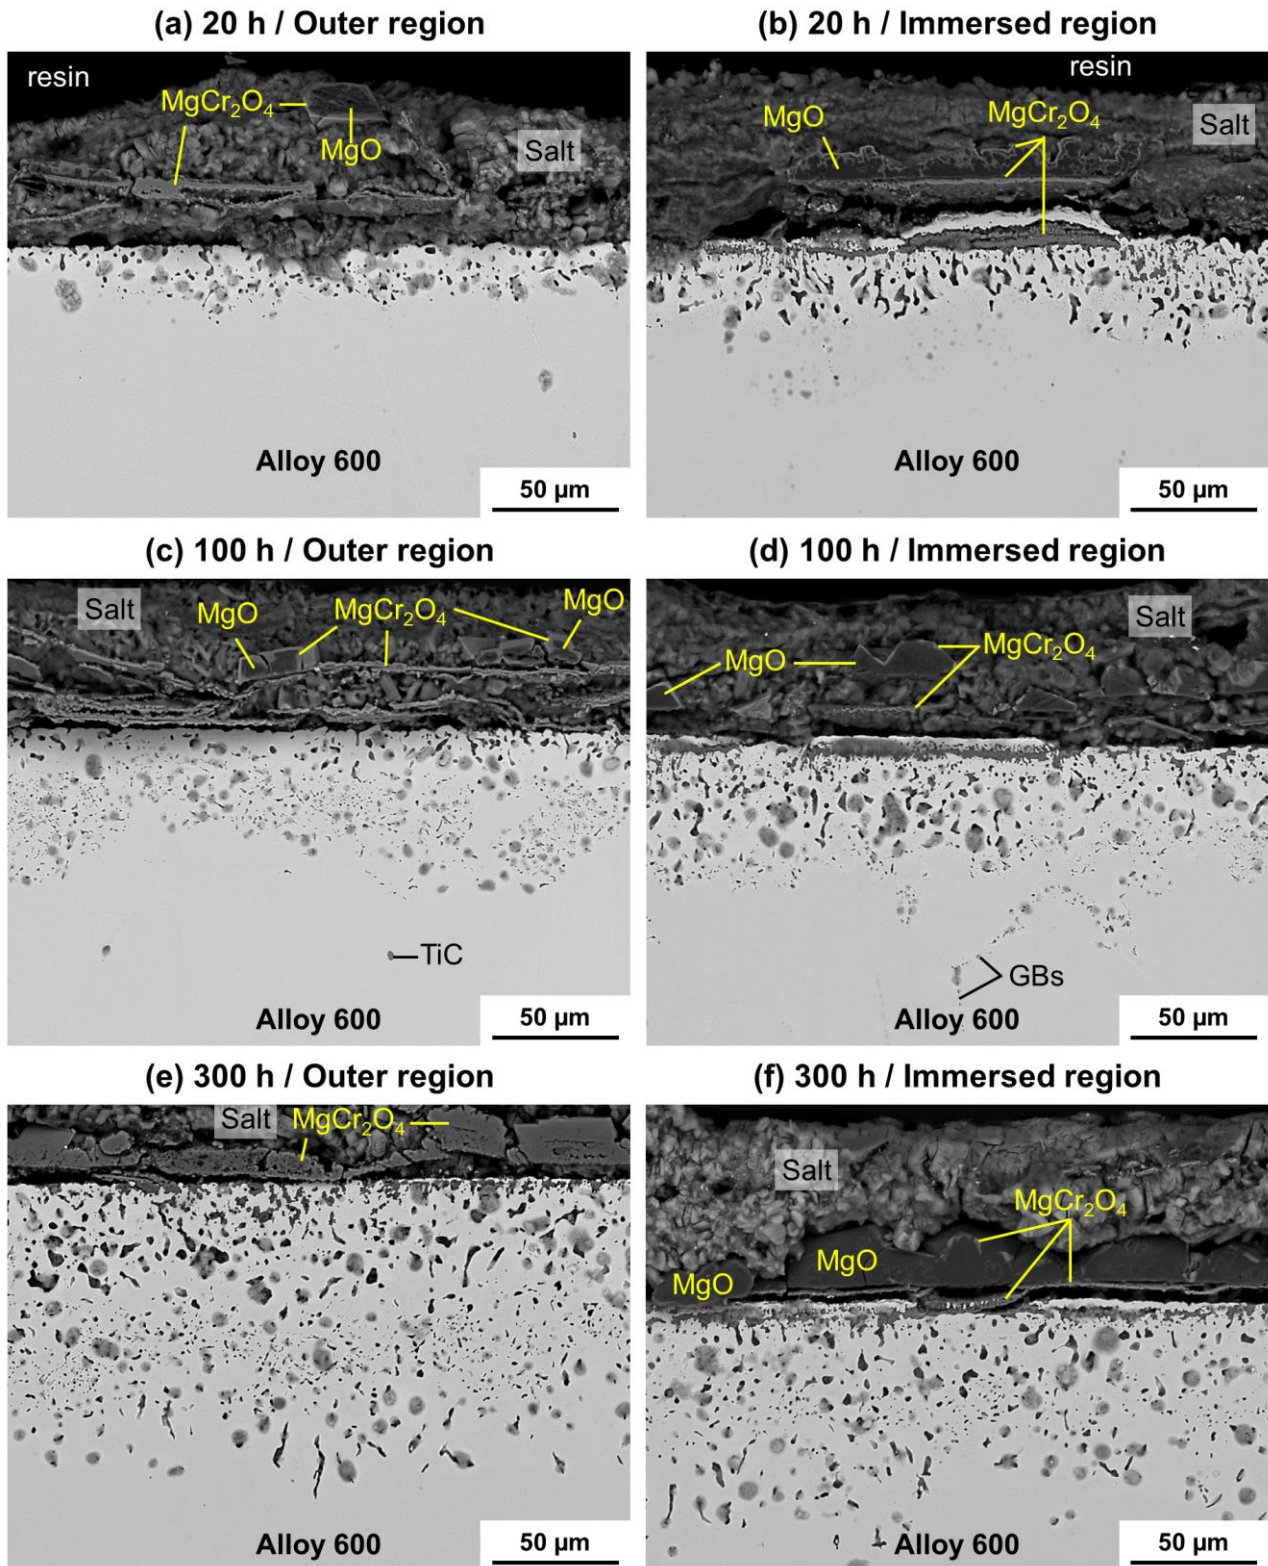 (a) 20 h / Outer region
resin
MgCr₂O₄
MgO
Salt
Alloy 600
50 µm
(b) 20 h / Immersed region
resin
MgO
MgCr₂O₄
Salt
Alloy 600
50 µm
(c) 100 h / Outer region
Salt
MgO
MgCr₂O₄
MgO
TiC
Alloy 600
50 µm
(d) 100 h / Immersed region
Salt
MgO
MgCr₂O₄
GBs
Alloy 600
50 µm
(e) 300 h / Outer region
Salt
MgCr₂O₄
Alloy 600
50 µm
(f) 300 h / Immersed region
Salt
MgCr₂O₄
MgO
MgO
Alloy 600
50 µm